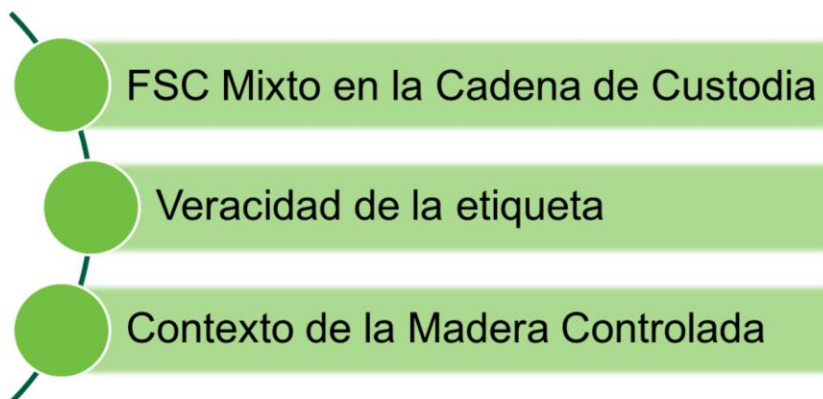 FSC Mixto en la Cadena de Custodia
Veracidad de la etiqueta
Contexto de la Madera Controlada